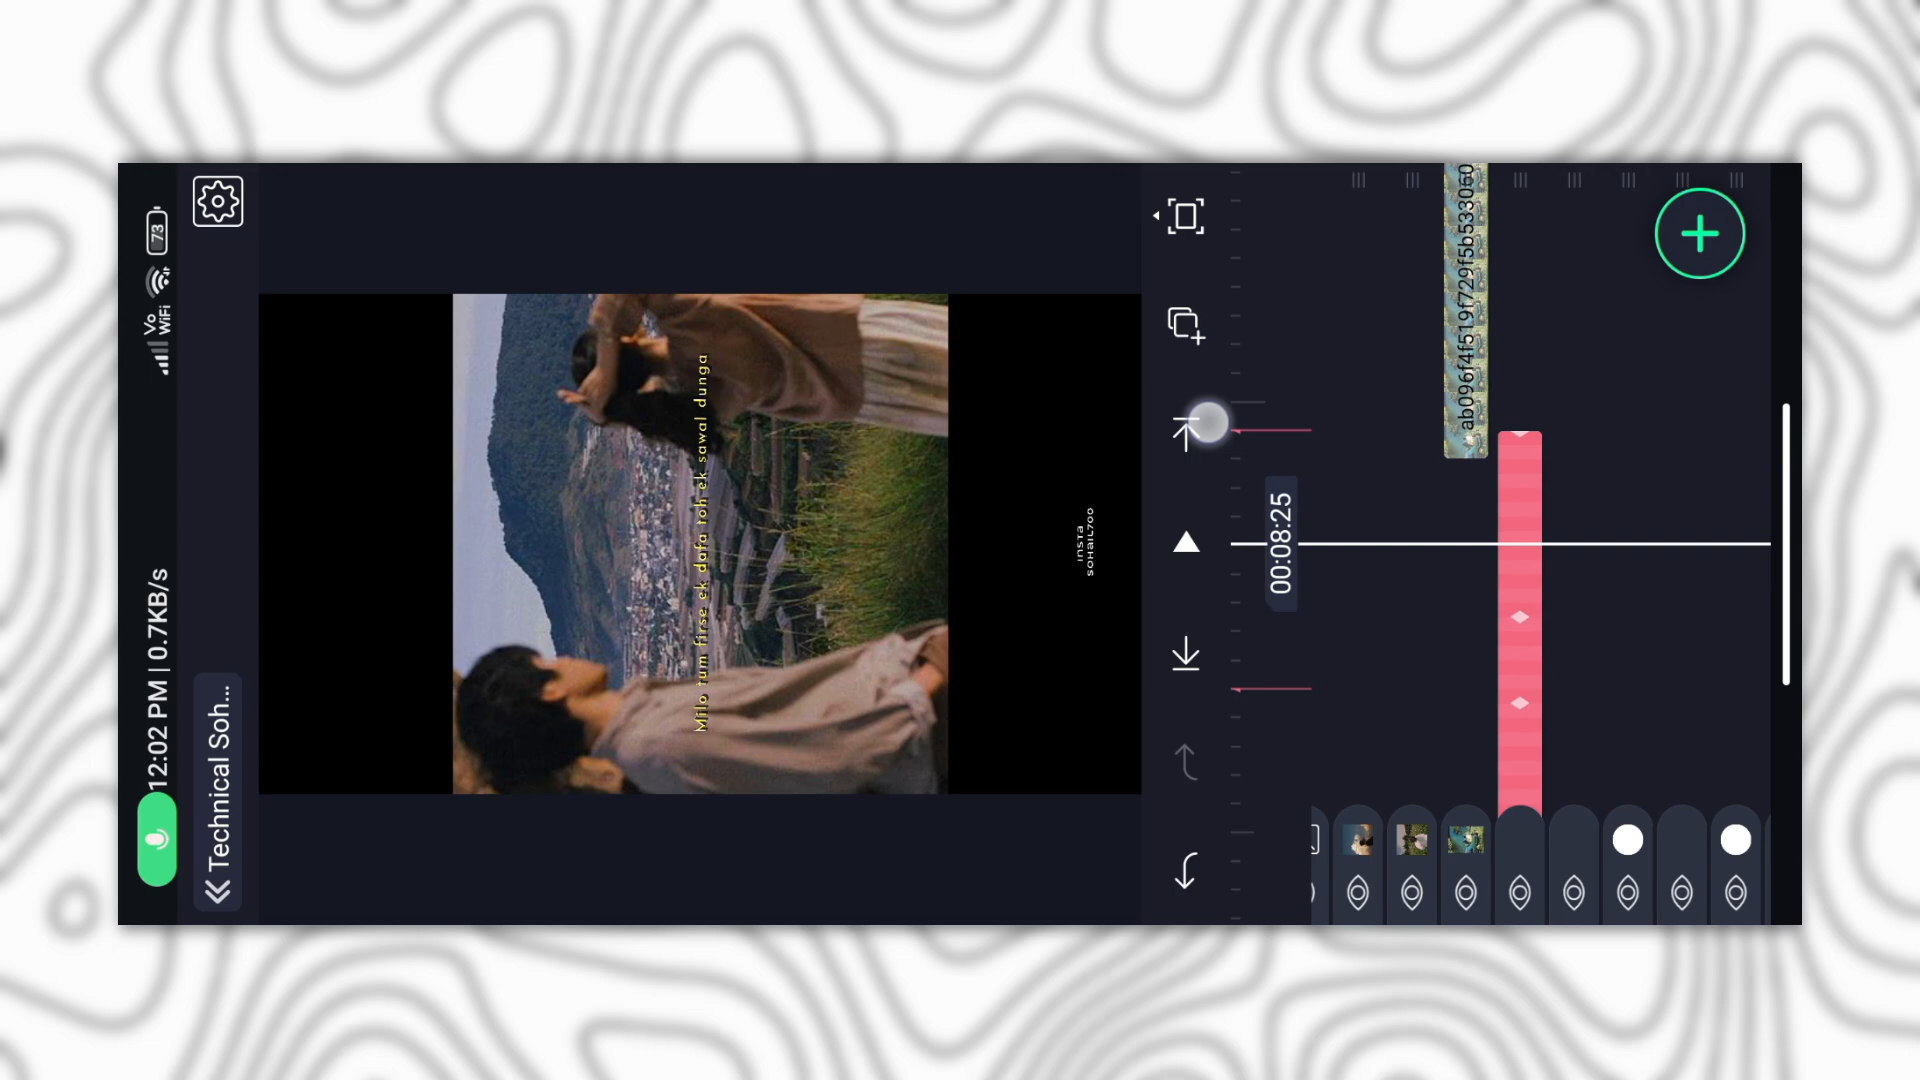 12:02 PM | 0.7KB/s
Vo
WiFi
73
Technical Soh...
Milo tum firse ek dafa toh ek sawal dunga
INSTA
SOHAIL700
00:08:25
ab096f4f519f729f5b533060